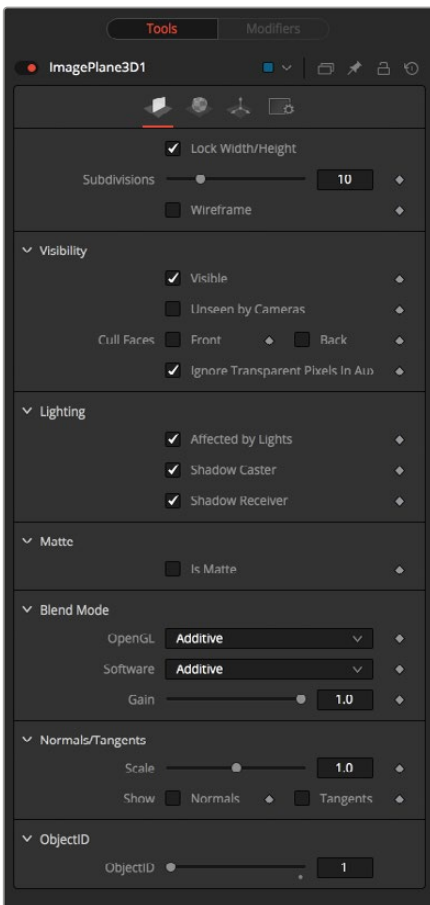 Tools Modifiers
ImagePlane3D1
Lock Width/Height
Subdivisions 10
Wireframe
Visibility
Visible
Unseen by Cameras
Cull Faces Front Back
Ignore Transparent Pixels In Aux
Lighting
Affected by Lights
Shadow Caster
Shadow Receiver
Matte
Is Matte
Blend Mode
OpenGL Additive
Software Additive
Gain 1.0
Normals/Tangents
Scale 1.0
Show Normals Tangents
ObjectID
ObjectID 1